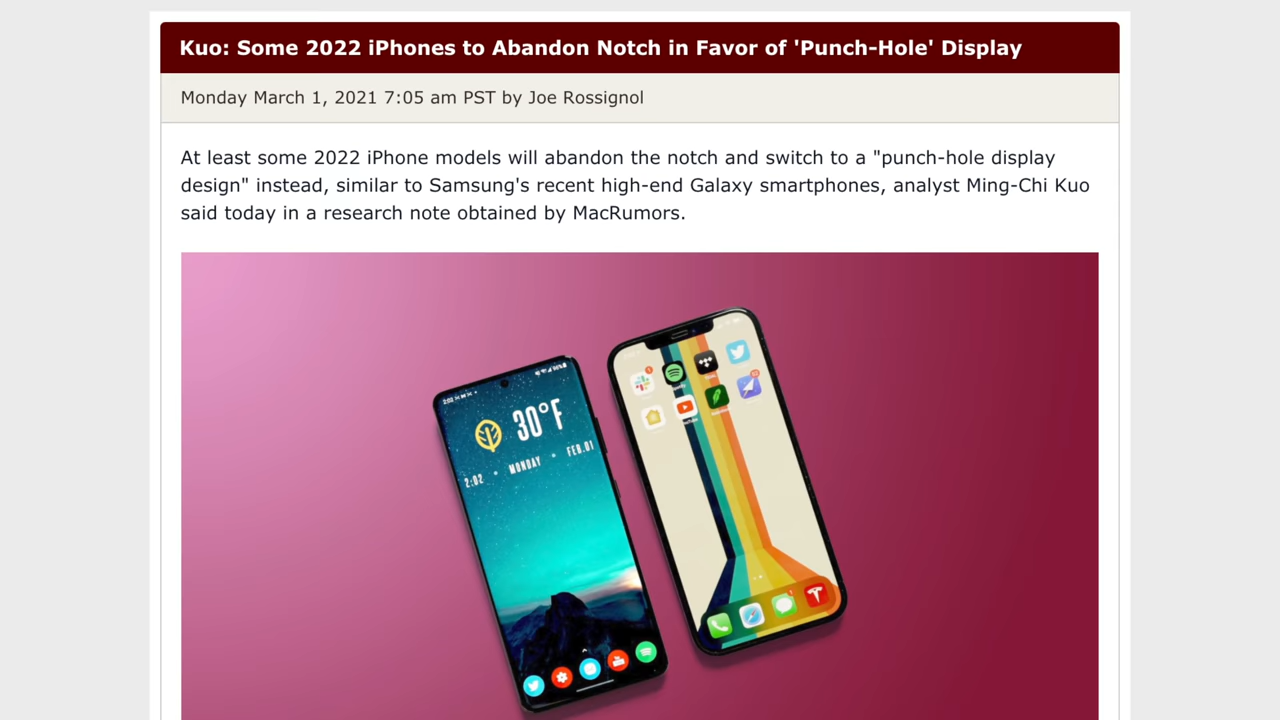 Kuo: Some 2022 iPhones to Abandon Notch in Favor of 'Punch-Hole' Display
Monday March 1, 2021 7:05 am PST by Joe Rossignol
At least some 2022 iPhone models will abandon the notch and switch to a "punch-hole display
design" instead, similar to Samsung's recent high-end Galaxy smartphones, analyst Ming-Chi Kuo
said today in a research note obtained by MacRumors.
2:02
30°F
2:02 • MONDAY • FEB.01